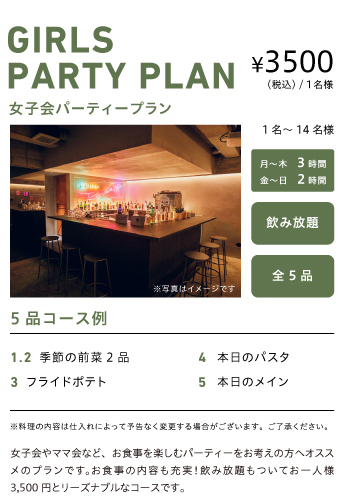 GIRLS
PARTY PLAN
¥3500
(税込) / 1名様
女子会パーティープラン
1名〜14名様
月〜木 3時間
金〜日 2時間
飲み放題
全5品
※写真はイメージです
5品コース例
1.2 季節の前菜2品
3 フライドポテト
4 本日のパスタ
5 本日のメイン
※料理の内容は仕入れによって予告なく変更する場合がございます。ご了承ください。
女子会やママ会など、お食事を楽しむパーティーをお考えの方へオスス
メのプランです。お食事の内容も充実！飲み放題もついてお一人様
3,500円とリーズナブルなコースです。